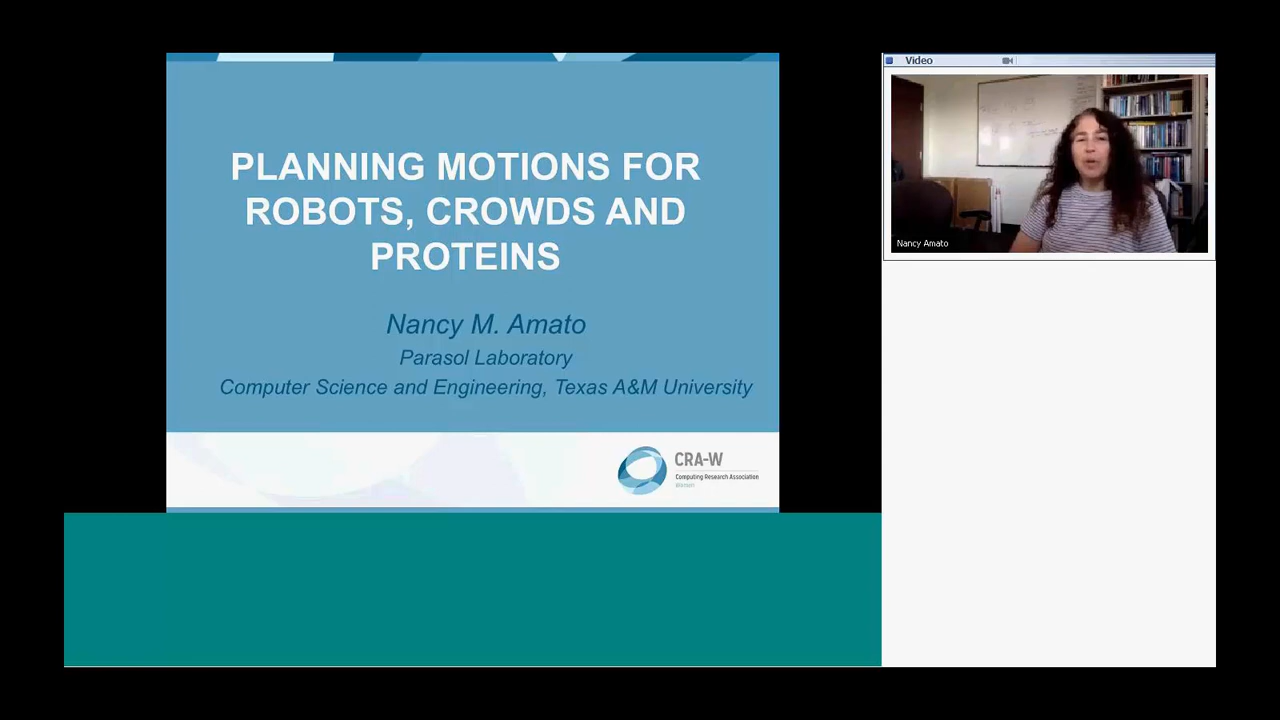 PLANNING MOTIONS FOR
ROBOTS, CROWDS AND
PROTEINS
Nancy M. Amato
Parasol Laboratory
Computer Science and Engineering, Texas A&M University
CRA-W
Computing Research Association
Video
Nancy Amato